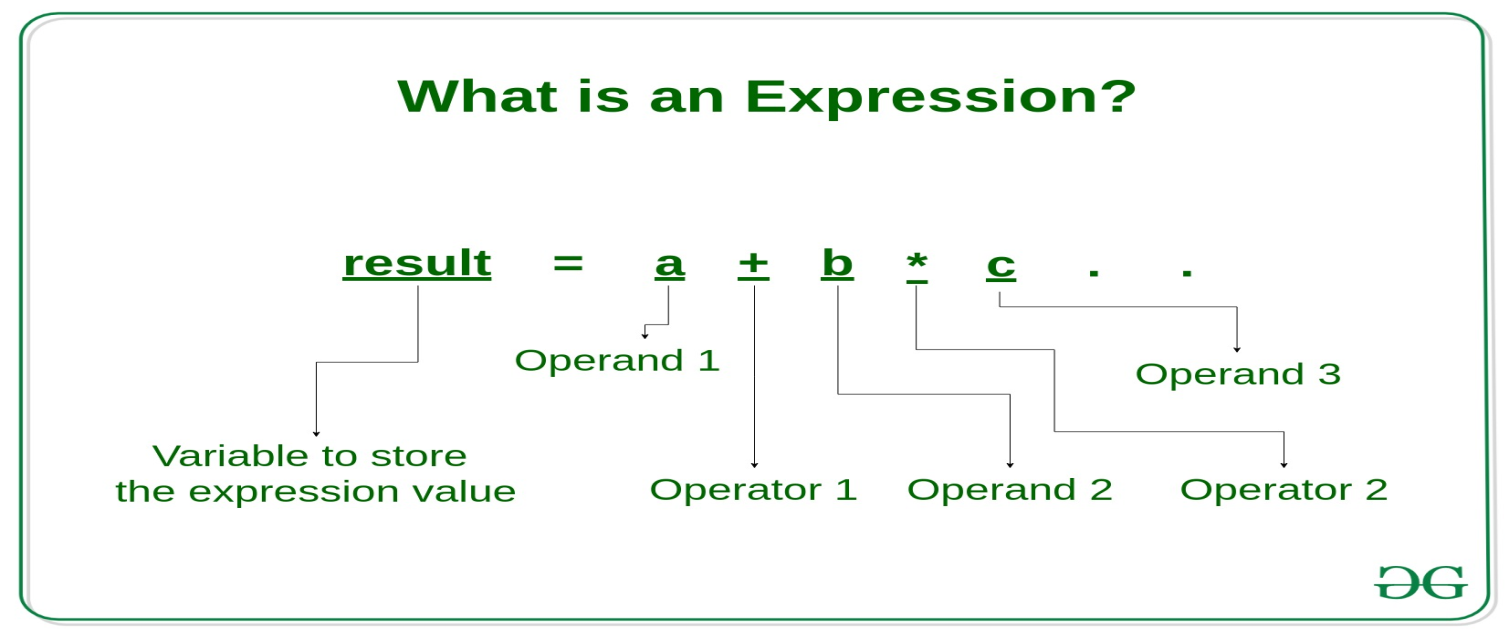 What is an Expression?
result = a + b * c . .
Operand 1
Operand 3
Variable to store
the expression value
Operator 1 Operand 2 Operator 2